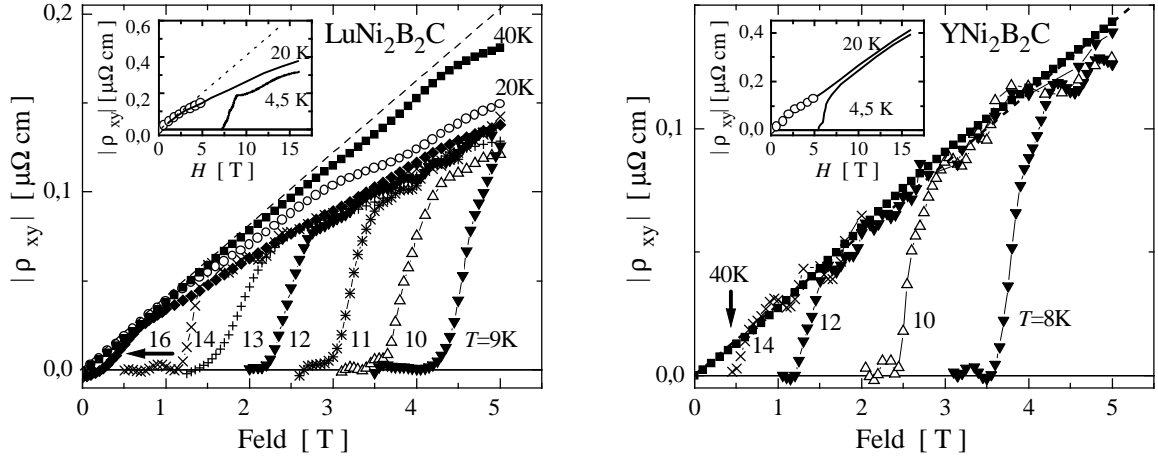 LuNi₂B₂C
|ρ xy| [ μΩ cm ]
0,2
0,1
0,0
0 1 2 3 4 5
Feld [ T ]
40K
20K
16 14 13 12 11 10 T=9K
|ρ xy| [ μΩ cm ]
0,6
0,4
0,2
0,0
0 5 10 15
H [ T ]
20 K
4,5 K
YNi₂B₂C
|ρ xy| [ μΩ cm ]
0,1
0,0
0 1 2 3 4 5
Feld [ T ]
40K
14 12 10 T=8K
|ρ xy| [ μΩ cm ]
0,4
0,2
0,0
0 5 10 15
H [ T ]
20 K
4,5 K